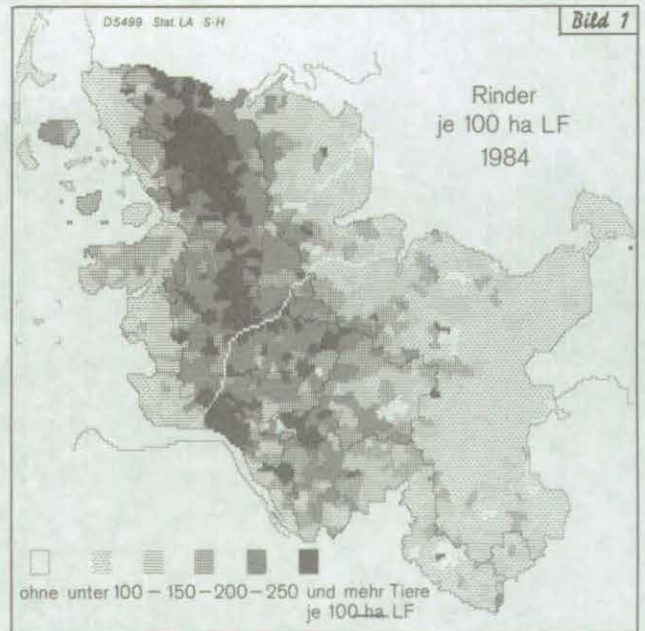 D5499 Stat. LA S-H
Bild 1
Rinder
je 100 ha LF
1984
ohne unter 100 – 150 – 200 – 250 und mehr Tiere
je 100 ha LF